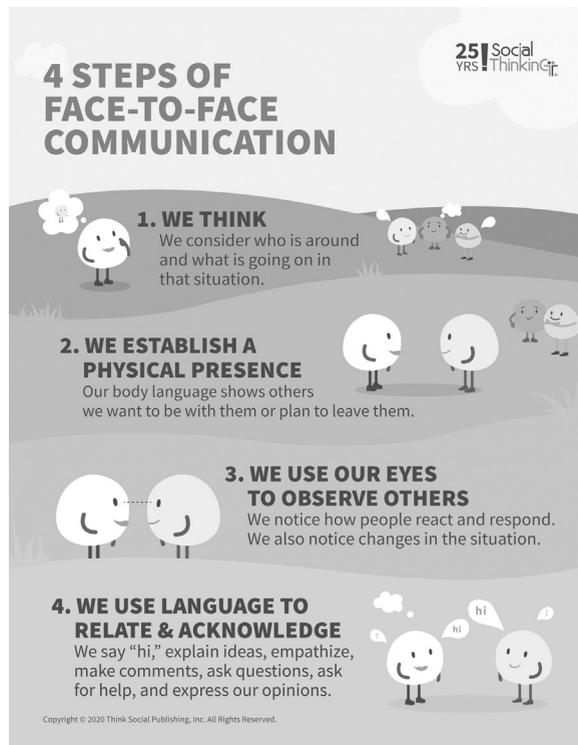 25 YRS ! Social Thinking
4 STEPS OF
FACE-TO-FACE
COMMUNICATION
1. WE THINK
We consider who is around
and what is going on in
that situation.
2. WE ESTABLISH A
PHYSICAL PRESENCE
Our body language shows others
we want to be with them or plan to leave them.
3. WE USE OUR EYES
TO OBSERVE OTHERS
We notice how people react and respond.
We also notice changes in the situation.
4. WE USE LANGUAGE TO
RELATE & ACKNOWLEDGE
We say “hi,” explain ideas, empathize,
make comments, ask questions, ask
for help, and express our opinions.
hi
!
?
hi
Copyright © 2020 Think Social Publishing, Inc. All Rights Reserved.